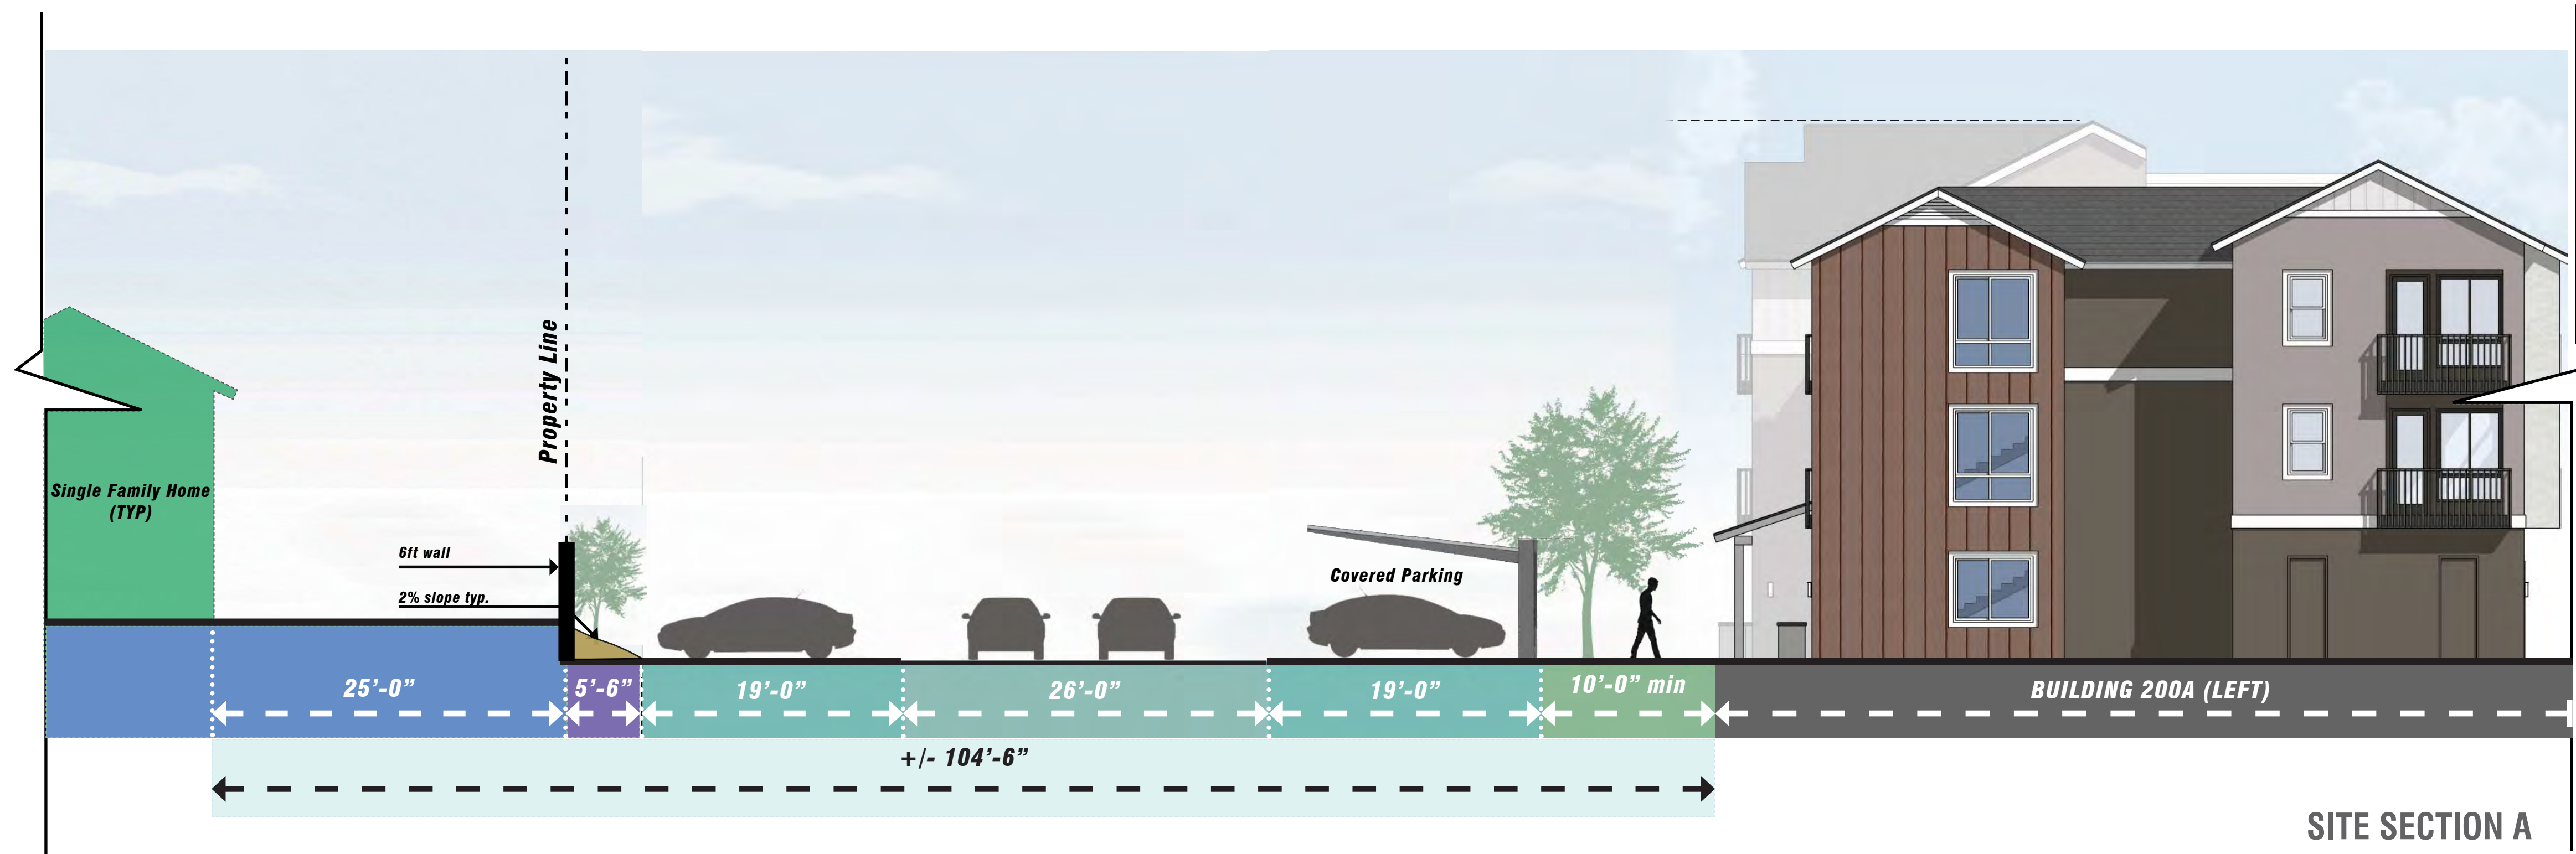 Property Line
Single Family Home
(TYP)
6ft wall
2% slope typ.
Covered Parking
25’-0”
5’-6”
19’-0”
26’-0”
19’-0”
10’-0” min
BUILDING 200A (LEFT)
+/- 104’-6”
SITE SECTION A